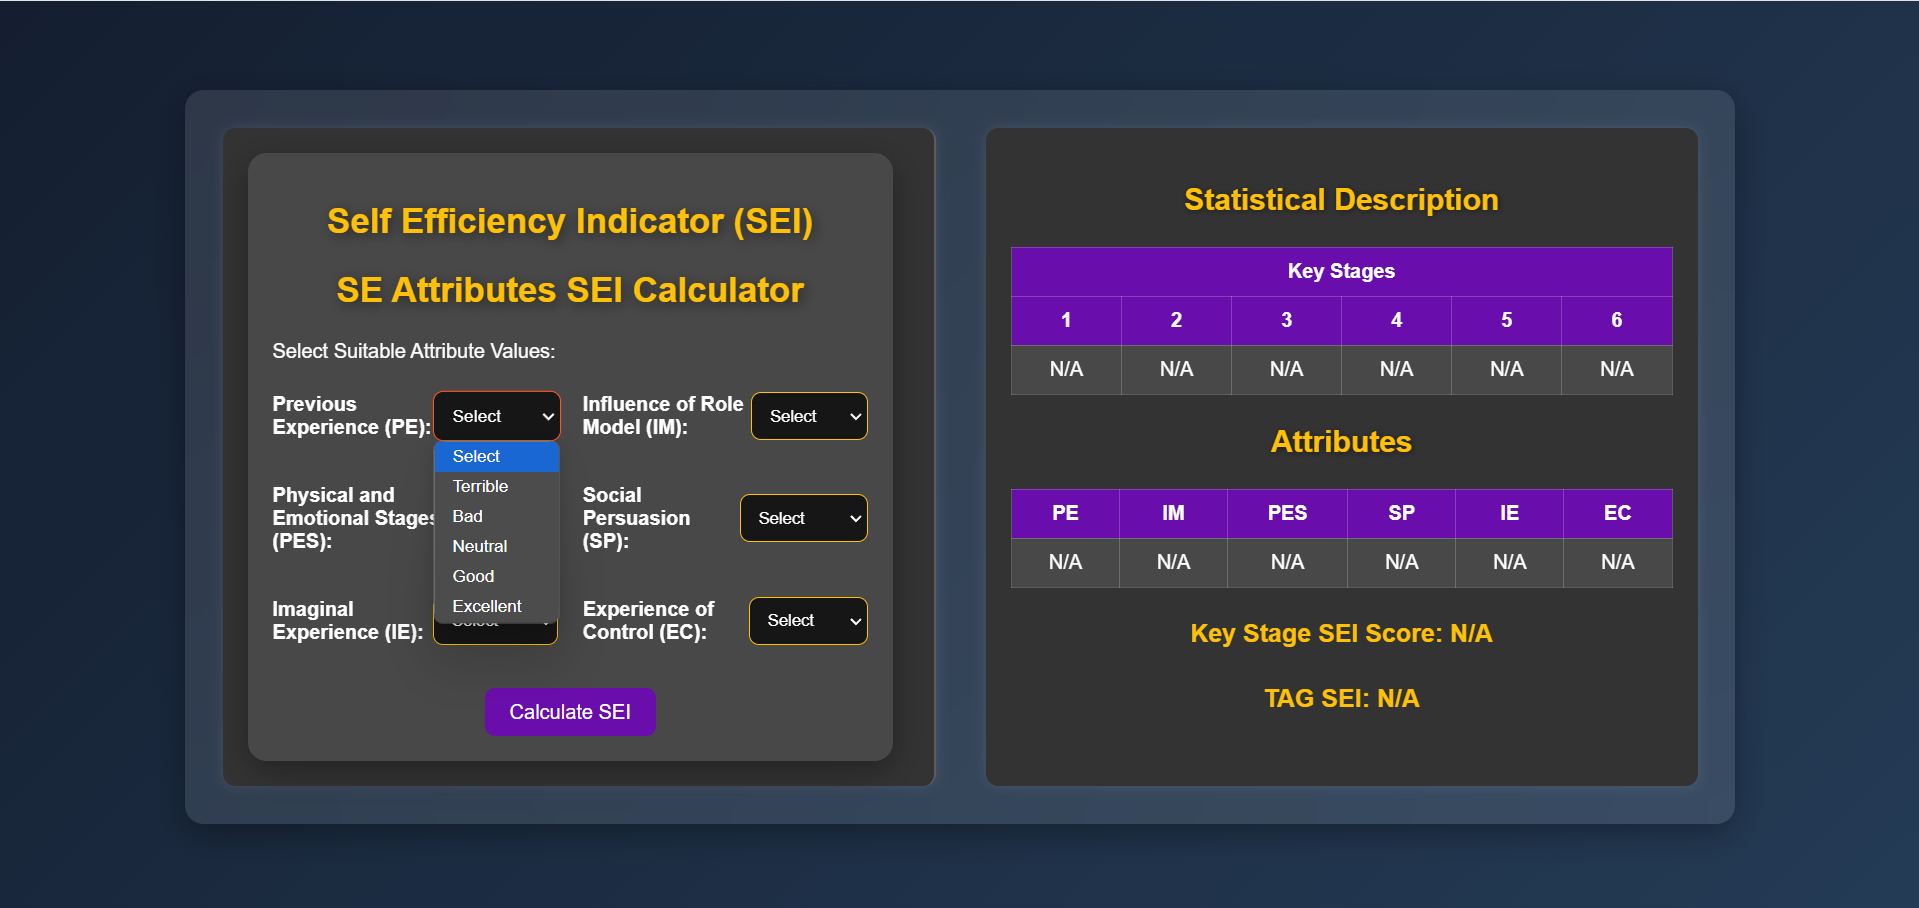 Self Efficiency Indicator (SEI)
SE Attributes SEI Calculator
Select Suitable Attribute Values:
Previous
Experience (PE):
Select
Select
Terrible
Bad
Neutral
Good
Excellent
Influence of Role
Model (IM):
Select
Physical and
Emotional Stages
(PES):
Social
Persuasion
(SP):
Select
Imaginal
Experience (IE):
Select
Experience of
Control (EC):
Select
Calculate SEI
Statistical Description
Key Stages
1 2 3 4 5 6
N/A N/A N/A N/A N/A N/A
Attributes
PE IM PES SP IE EC
N/A N/A N/A N/A N/A N/A
Key Stage SEI Score: N/A
TAG SEI: N/A